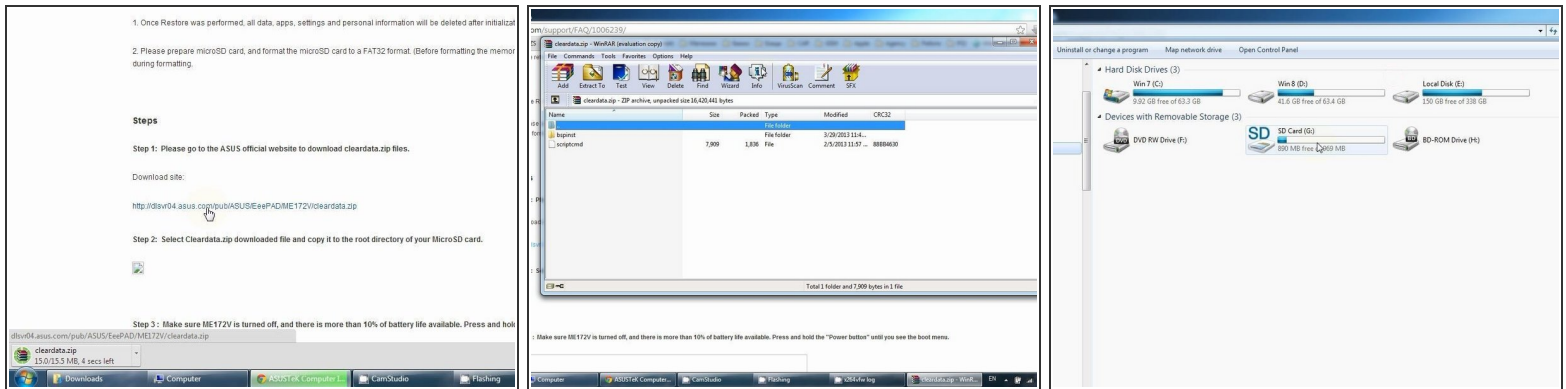 1. Once Restore was performed, all data, apps, settings and personal information will be deleted after initializat
2. Please prepare microSD card, and format the microSD card to a FAT32 format. (Before formatting the memor
during formatting.
Steps
Step 1: Please go to the ASUS official website to download cleardata.zip files.
Download site:
http://dlsvr04.asus.com/pub/ASUS/EeePAD/ME172V/cleardata.zip
Step 2: Select Cleardata.zip downloaded file and copy it to the root directory of your MicroSD card.
Step 3 : Make sure ME172V is turned off, and there is more than 10% of battery life available. Press and hold
dlsvr04.asus.com/pub/ASUS/EeePAD/ME172V/cleardata.zip
cleardata.zip
15.0/15.5 MB, 4 secs left
Downloads
Computer
ASUSTeK Computer I...
CamStudio
Flashing
om/support/FAQ/1006239/
cleardata.zip - WinRAR (evaluation copy)
File Commands Tools Favorites Options Help
Add Extract To Test View Delete Find Wizard Info VirusScan Comment SFX
cleardata.zip - ZIP archive, unpacked size 16,420,441 bytes
Name Size Packed Type Modified CRC32
.. File folder
bspinst File folder 3/29/2013 11:4...
scriptcmd 7,909 1,836 File 2/5/2013 11:57 ... 88BB4630
Total 1 folder and 7,909 bytes in 1 file
: Make sure ME172V is turned off, and there is more than 10% of battery life available. Press and hold the "Power button" until you see the boot menu.
Computer
ASUSTeK Computer...
CamStudio
Flashing
x264vfw log
cleardata.zip - WinR...
EN
Uninstall or change a program Map network drive Open Control Panel
Hard Disk Drives (3)
Win 7 (C:)
9.92 GB free of 63.3 GB
Win 8 (D:)
41.6 GB free of 63.4 GB
Local Disk (E:)
150 GB free of 338 GB
Devices with Removable Storage (3)
DVD RW Drive (F:)
SD Card (G:)
890 MB free 969 MB
BD-ROM Drive (H:)